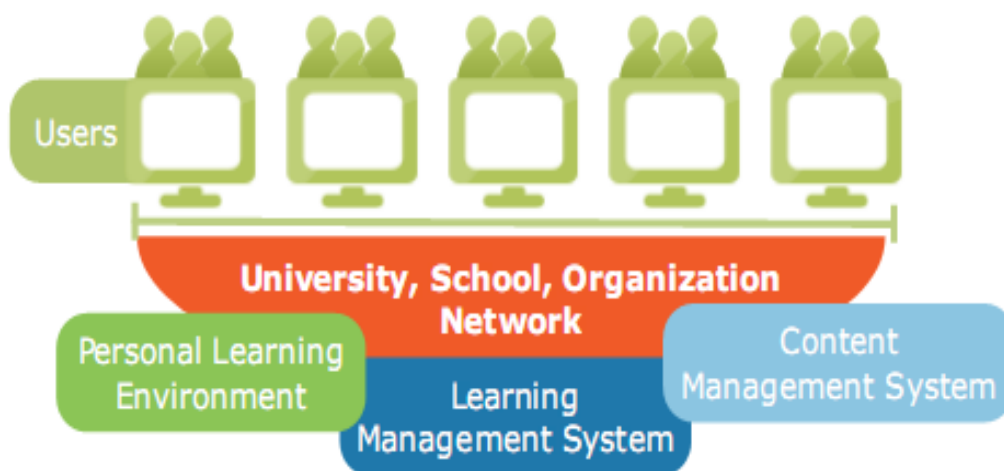 Users
University, School, Organization
Network
Personal Learning
Environment
Learning
Management System
Content
Management System